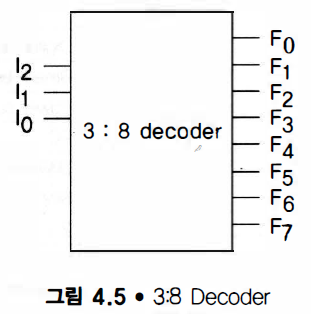 I2
I1
I0
3 : 8 decoder
F0
F1
F2
F3
F4
F5
F6
F7
그림 4.5 • 3:8 Decoder